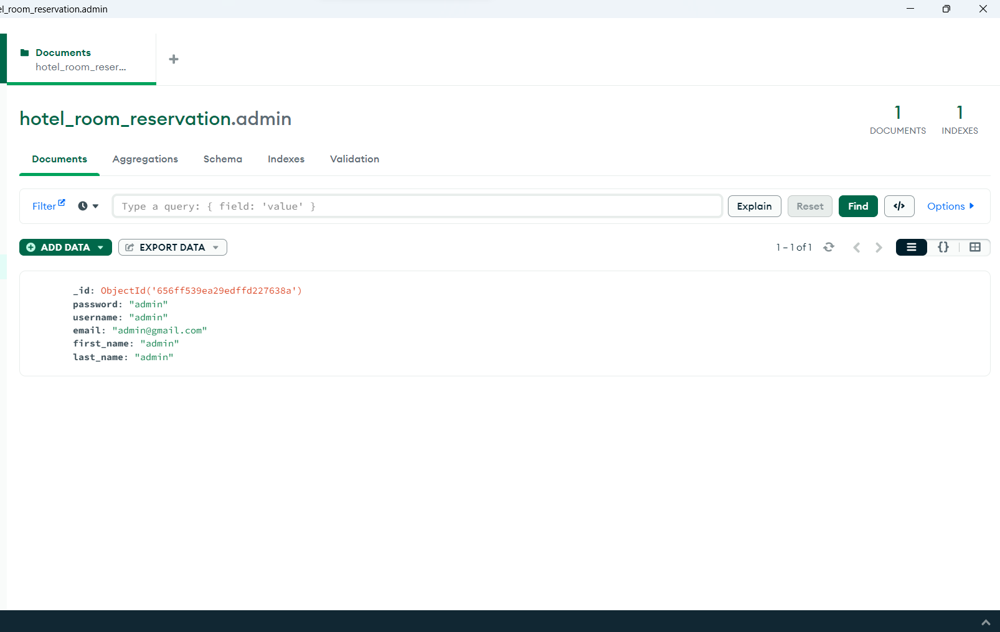 el_room_reservation.admin
Documents
hotel_room_reser...
hotel_room_reservation.admin
1
DOCUMENTS
1
INDEXES
Documents Aggregations Schema Indexes Validation
Filter Type a query: { field: 'value' } Explain Reset Find </> Options
ADD DATA EXPORT DATA 1 – 1 of 1 {}
_id: ObjectId('656ff539ea29edffd227638a')
password: "admin"
username: "admin"
email: "admin@gmail.com"
first_name: "admin"
last_name: "admin"